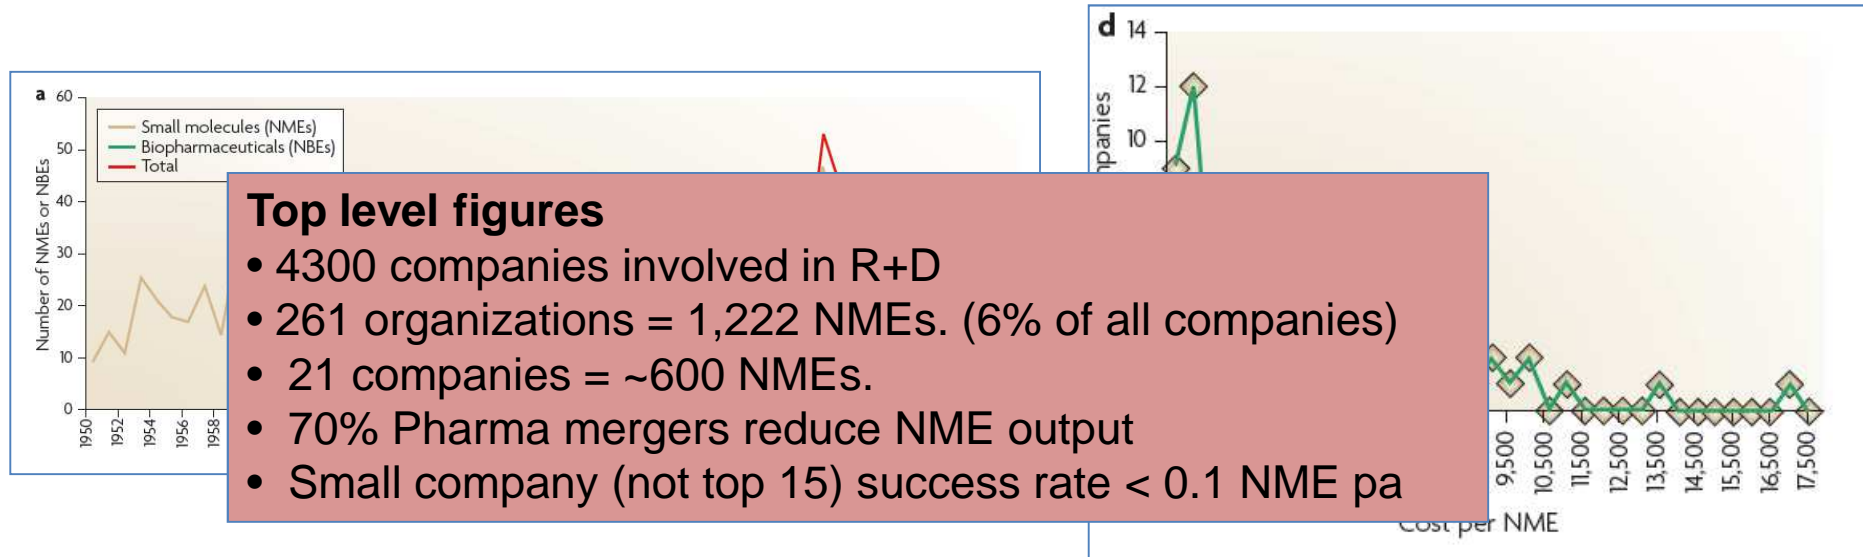 a
60
50
40
30
20
10
0
Number of NMEs or NBEs
Small molecules (NMEs)
Biopharmaceuticals (NBEs)
Total
1950
1952
1954
1956
1958
Top level figures
• 4300 companies involved in R+D
• 261 organizations = 1,222 NMEs. (6% of all companies)
• 21 companies = ~600 NMEs.
• 70% Pharma mergers reduce NME output
• Small company (not top 15) success rate < 0.1 NME pa
d
14
12
10
mpanies
9,500
10,500
11,500
12,500
13,500
14,500
15,500
16,500
17,500
Cost per NME